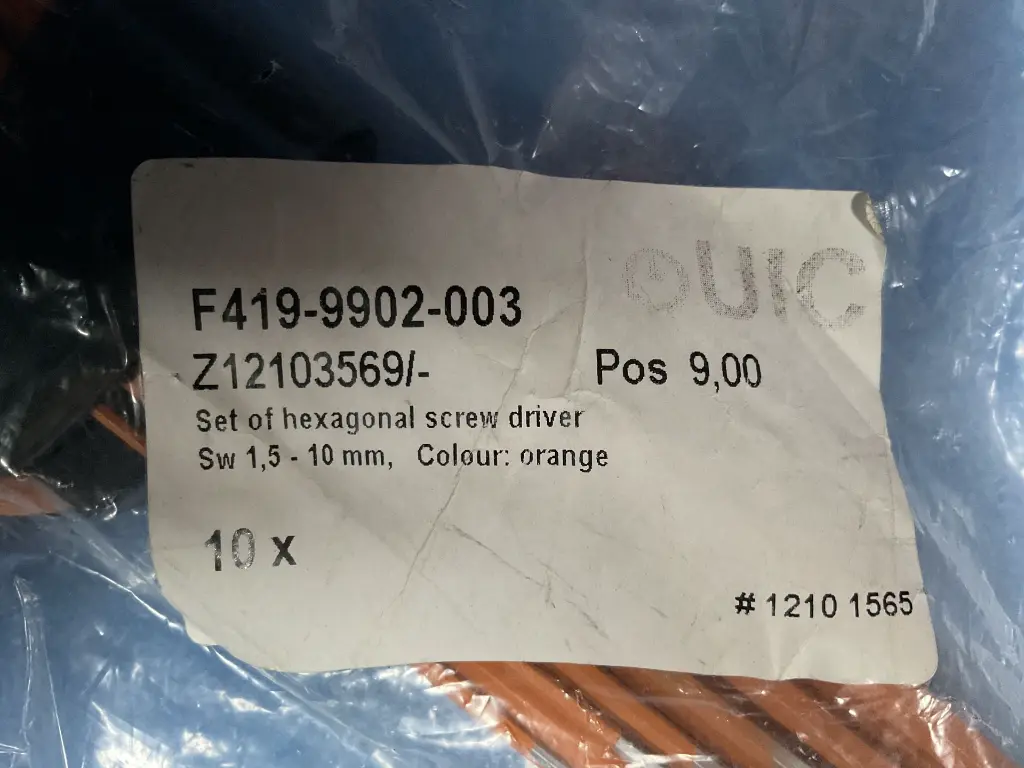 QUIC
F419-9902-003
Z12103569/-
Pos 9,00
Set of hexagonal screw driver
Sw 1,5 - 10 mm, Colour: orange
10 x
# 1210 1565